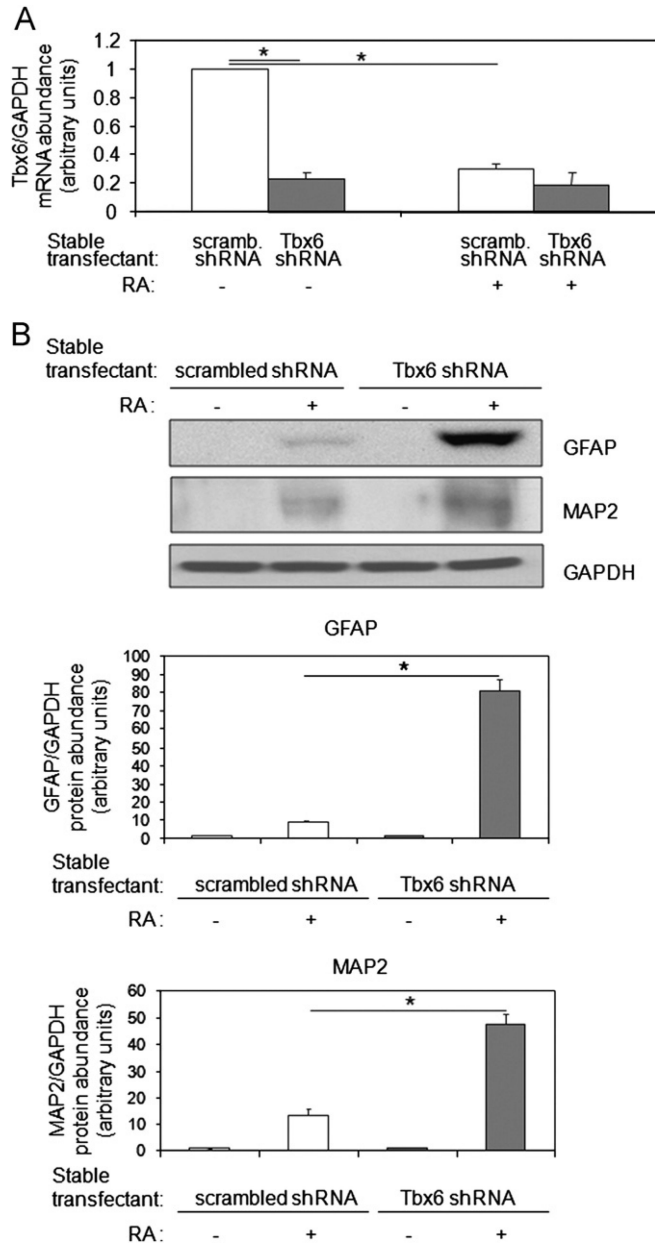 A
Tbx6/GAPDH
mRNA abundance
(arbitrary units)
1.2
1
0.8
0.6
0.4
0.2
0
*
*
Stable
transfectant:
scramb.
shRNA
Tbx6
shRNA
scramb.
shRNA
Tbx6
shRNA
RA: - - + +
B
Stable
transfectant: scrambled shRNA Tbx6 shRNA
RA: - + - +
GFAP
MAP2
GAPDH
GFAP
GFAP/GAPDH
protein abundance
(arbitrary units)
100
90
80
70
60
50
40
30
20
10
0
*
Stable
transfectant: scrambled shRNA Tbx6 shRNA
RA: - + - +
MAP2
MAP2/GAPDH
protein abundance
(arbitrary units)
60
50
40
30
20
10
0
*
Stable
transfectant: scrambled shRNA Tbx6 shRNA
RA: - + - +